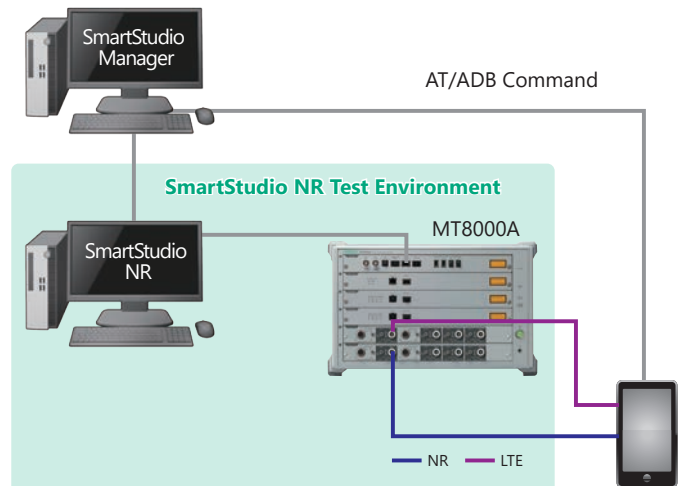 SmartStudio
Manager
AT/ADB Command
SmartStudio NR Test Environment
SmartStudio
NR
MT8000A
NR
LTE